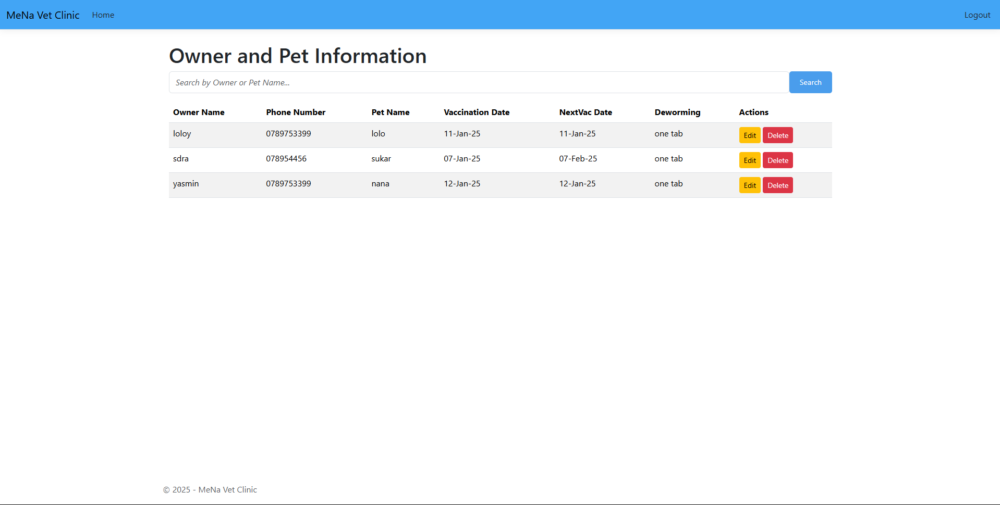 MeNa Vet Clinic Home Logout
Owner and Pet Information
Search by Owner or Pet Name... Search
Owner Name Phone Number Pet Name Vaccination Date NextVac Date Deworming Actions
loloy 0789753399 lolo 11-Jan-25 11-Jan-25 one tab Edit Delete
sdra 078954456 sukar 07-Jan-25 07-Feb-25 one tab Edit Delete
yasmin 0789753399 nana 12-Jan-25 12-Jan-25 one tab Edit Delete
© 2025 - MeNa Vet Clinic